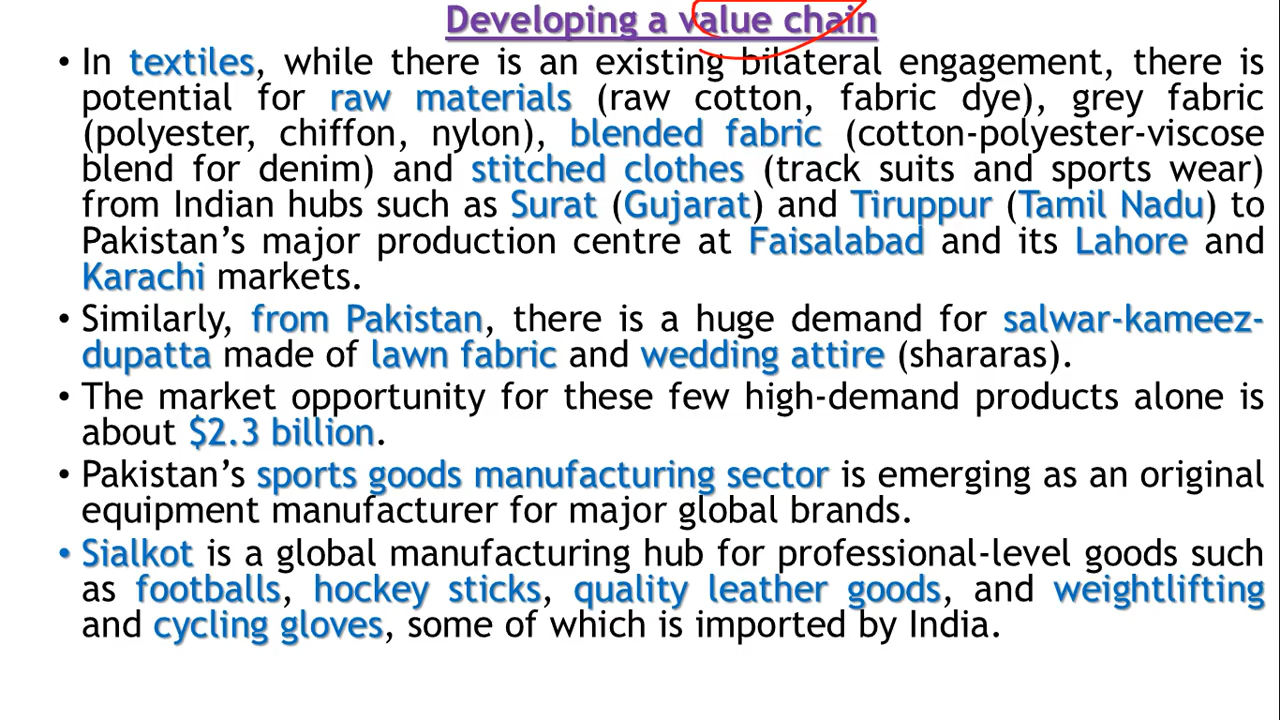 Developing a value chain
• In textiles, while there is an existing bilateral engagement, there is
potential for raw materials (raw cotton, fabric dye), grey fabric
(polyester, chiffon, nylon), blended fabric (cotton-polyester-viscose
blend for denim) and stitched clothes (track suits and sports wear)
from Indian hubs such as Surat (Gujarat) and Tiruppur (Tamil Nadu) to
Pakistan’s major production centre at Faisalabad and its Lahore and
Karachi markets.
• Similarly, from Pakistan, there is a huge demand for salwar-kameez-
dupatta made of lawn fabric and wedding attire (shararas).
• The market opportunity for these few high-demand products alone is
about $2.3 billion.
• Pakistan’s sports goods manufacturing sector is emerging as an original
equipment manufacturer for major global brands.
• Sialkot is a global manufacturing hub for professional-level goods such
as footballs, hockey sticks, quality leather goods, and weightlifting
and cycling gloves, some of which is imported by India.